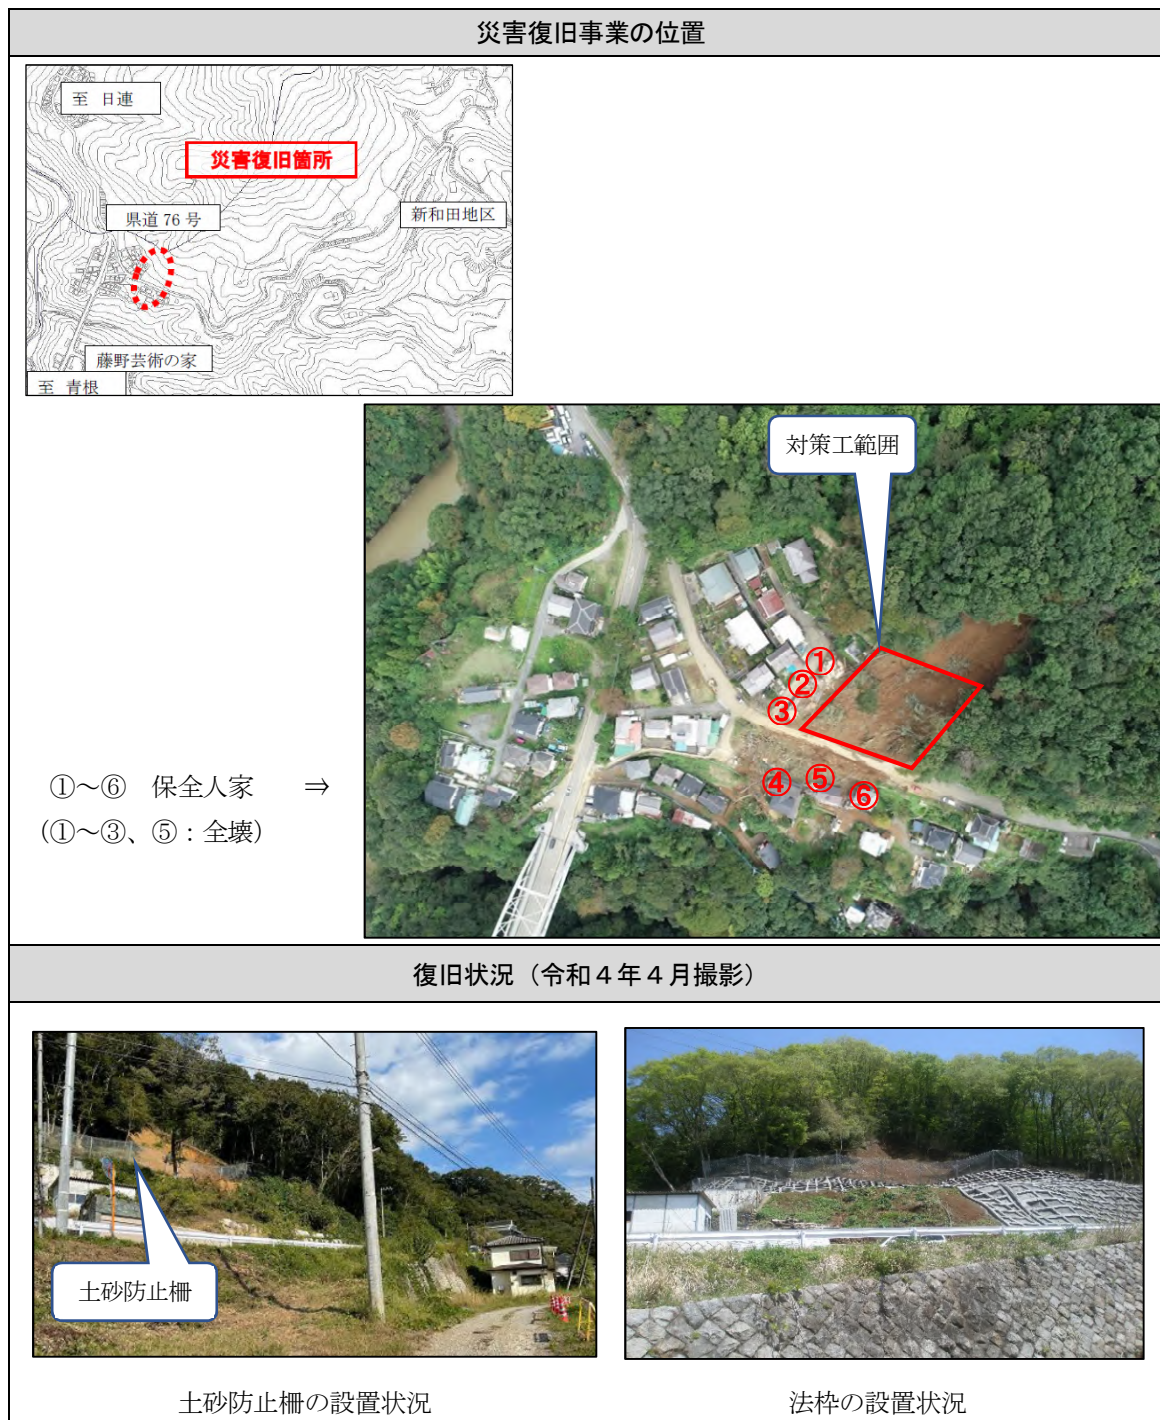 災害復旧事業の位置
至 日連
災害復旧箇所
県道 76 号
新和田地区
藤野芸術の家
至 青根
対策工範囲
①
②
③
④
⑤
⑥
①～⑥ 保全人家 ⇒
(①～③、⑤：全壊)
復旧状況（令和４年４月撮影）
土砂防止柵
土砂防止柵の設置状況
法枠の設置状況